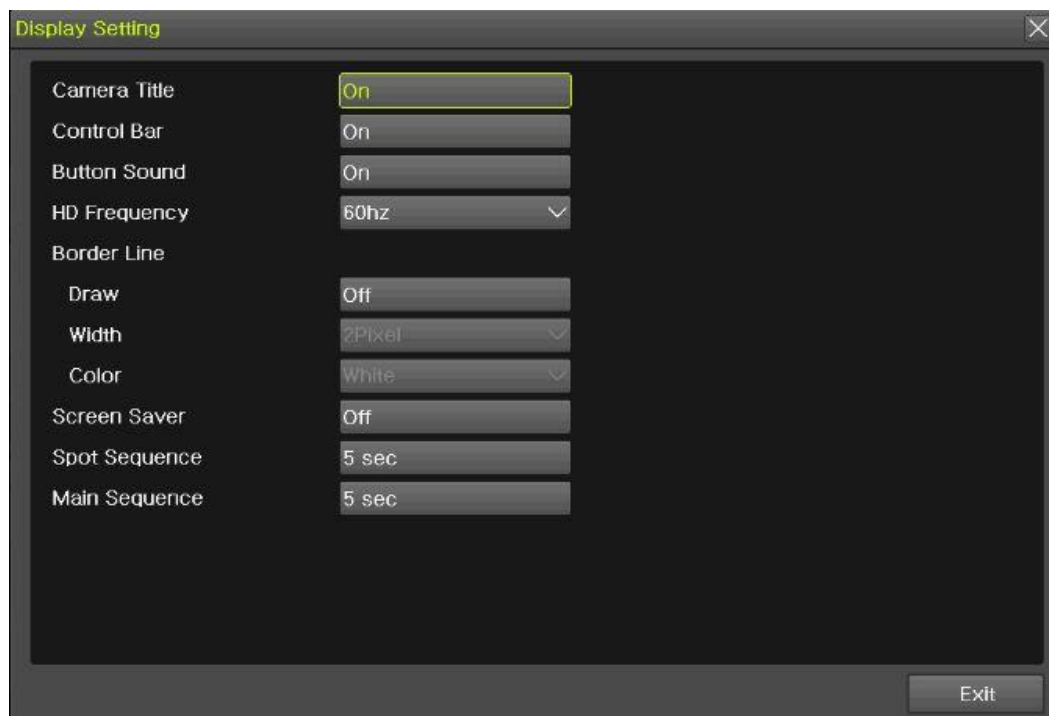 Display Setting
Camera Title On
Control Bar On
Button Sound On
HD Frequency 60hz
Border Line
Draw Off
Width 2Pixel
Color White
Screen Saver Off
Spot Sequence 5 sec
Main Sequence 5 sec
Exit